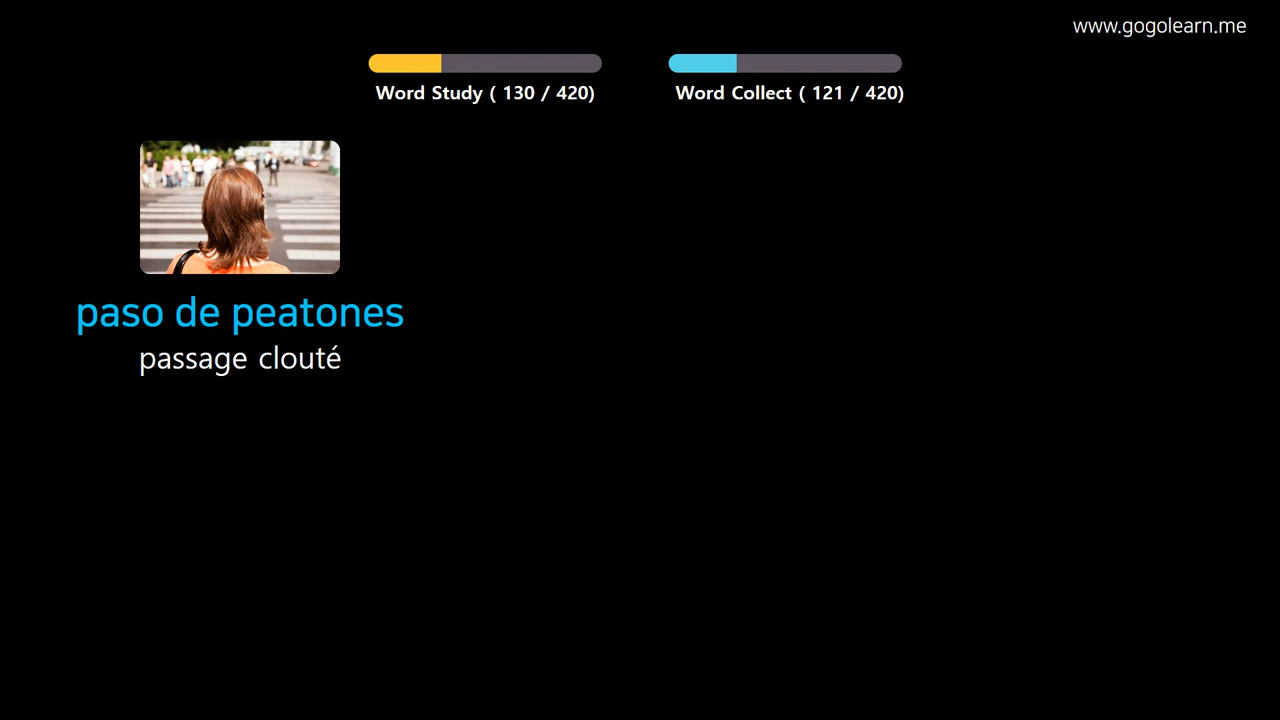 www.gogolearn.me
Word Study ( 130 / 420)
Word Collect ( 121 / 420)
paso de peatones
passage clouté